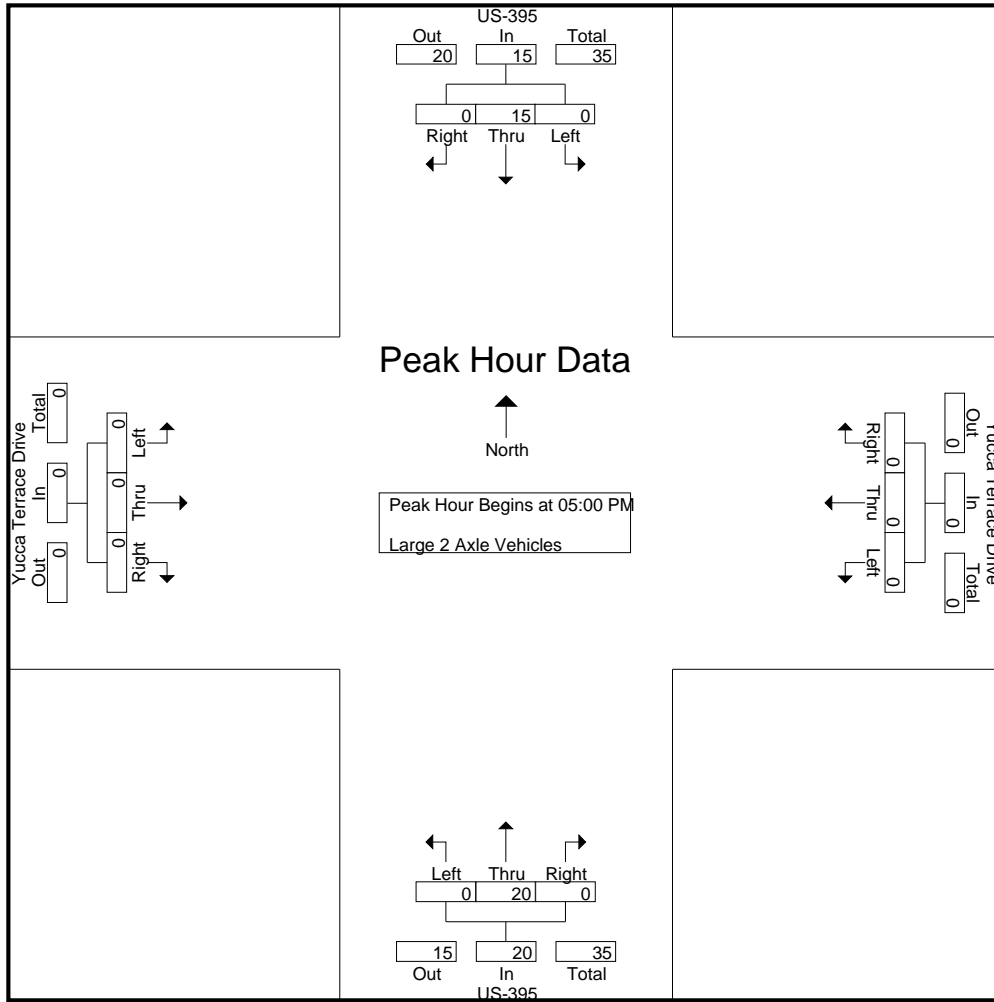 US-395
Out In Total
20 15 35
0 15 0
Right Thru Left
Peak Hour Data
North
Peak Hour Begins at 05:00 PM
Large 2 Axle Vehicles
Yucca Terrace Drive
Total In Out
0 0 0
0 0 0
Left Thru Right
Yucca Terrace Drive
Out In Total
0 0 0
0 0 0
Right Thru Left
Left Thru Right
0 20 0
15 20 35
Out In Total
US-395